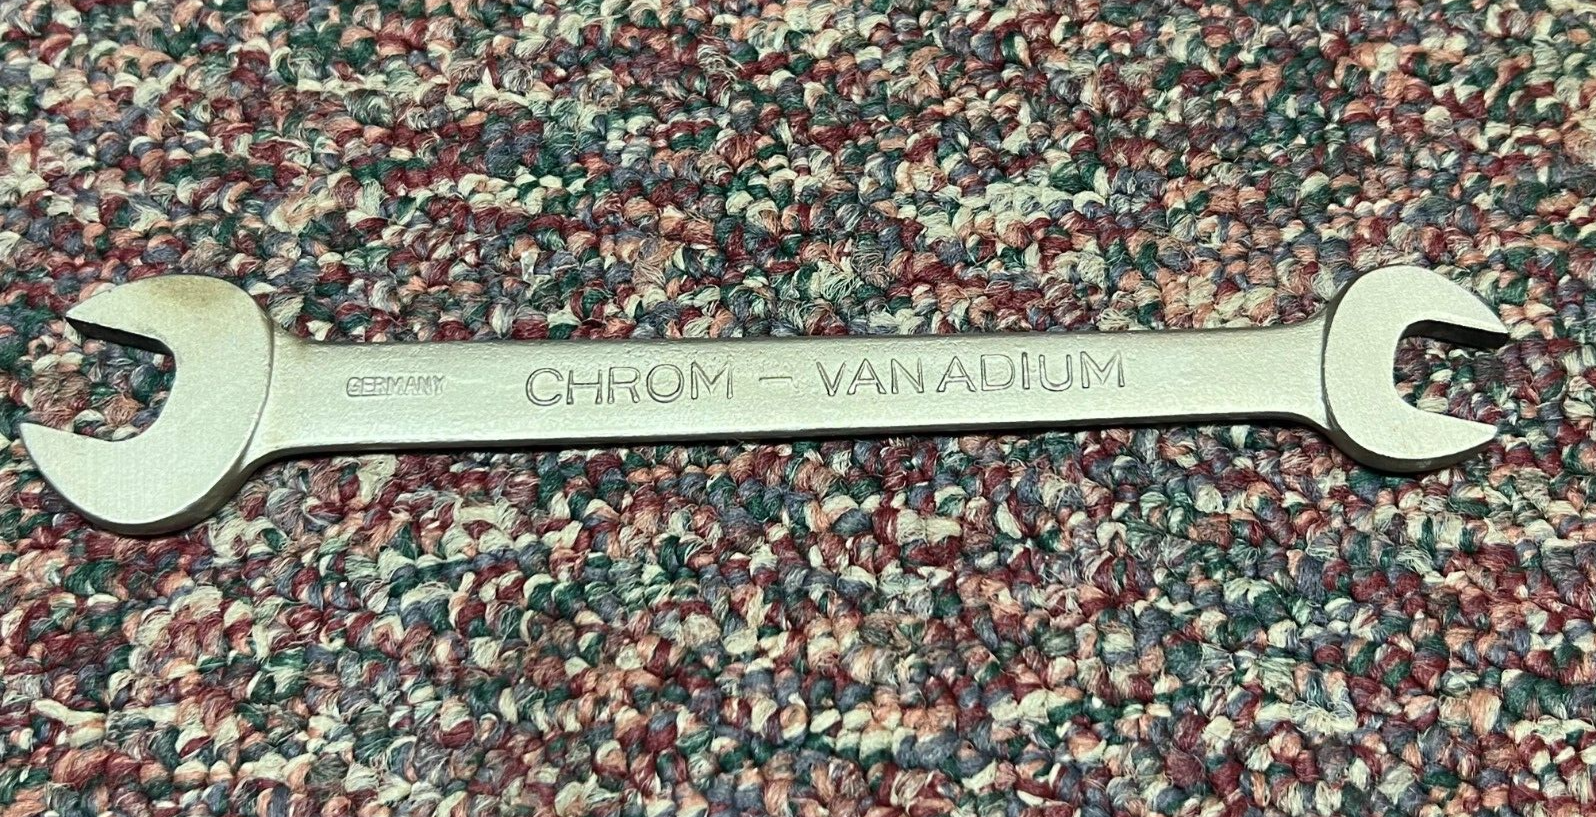 GERMANY CHROM - VANADIUM